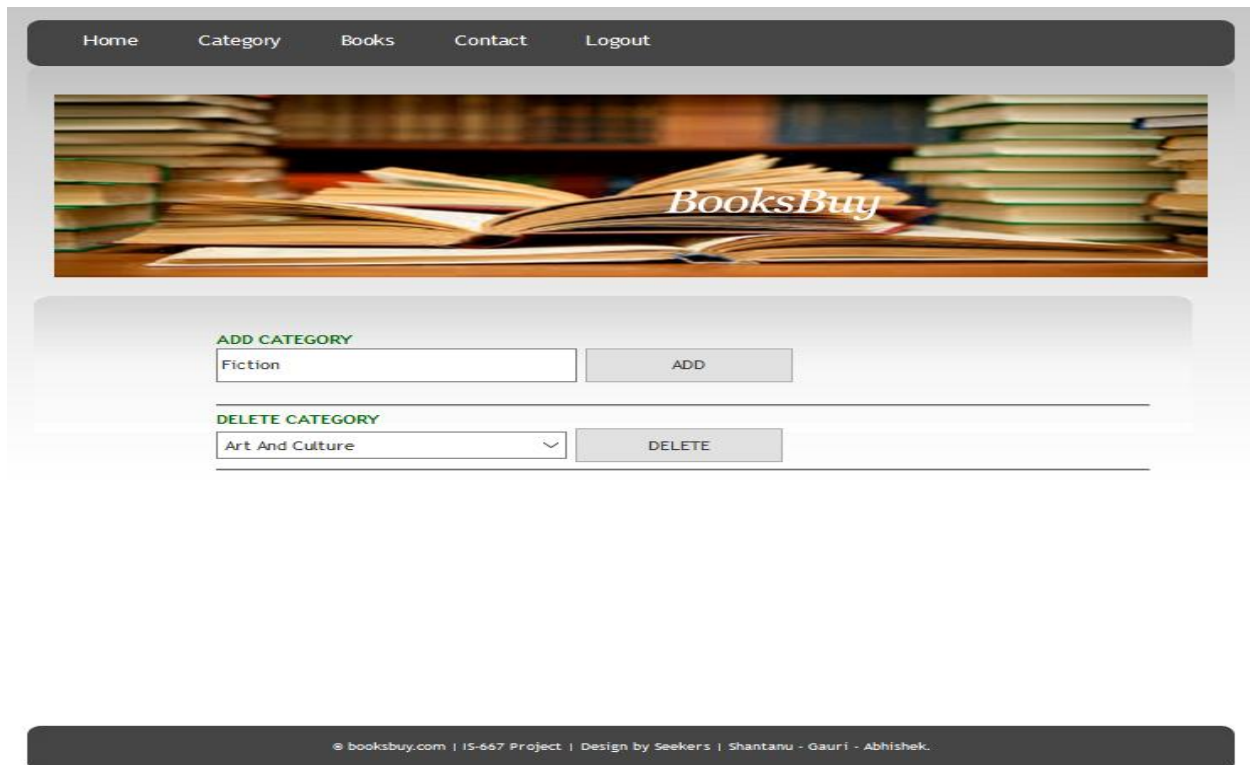 Home Category Books Contact Logout
BooksBuy
ADD CATEGORY
Fiction ADD
DELETE CATEGORY
Art And Culture DELETE
© booksbuy.com | IS-667 Project | Design by Seekers | Shantanu - Gauri - Abhishek.